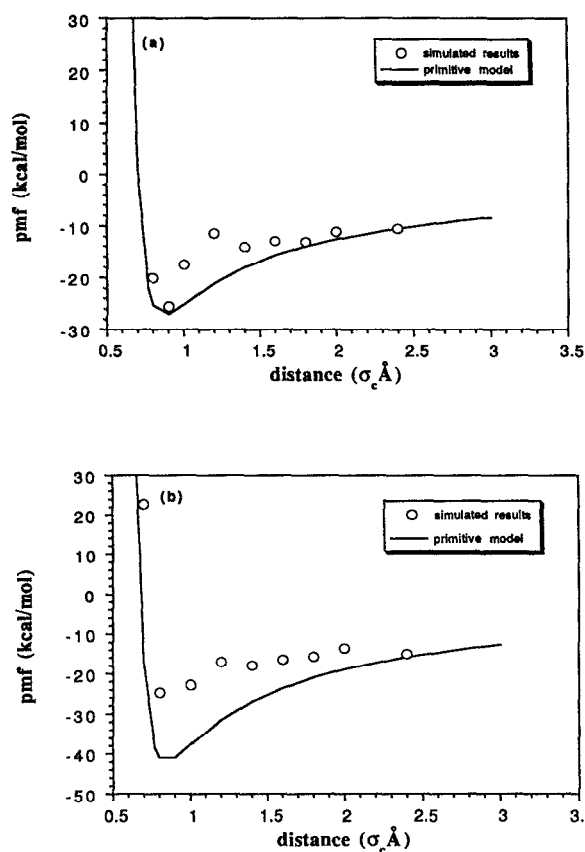 (a)
simulated results
primitive model
30
20
10
0
-10
-20
-30
pmf (kcal/mol)
0.5 1 1.5 2 2.5 3 3.5
distance (σcÅ)
(b)
simulated results
primitive model
30
20
10
0
-10
-20
-30
-40
-50
pmf (kcal/mol)
0.5 1 1.5 2 2.5 3 3.
distance (σcÅ)